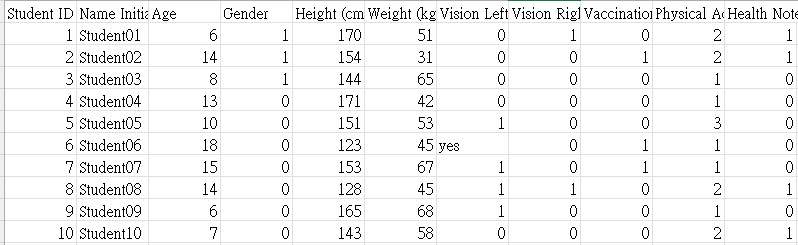 Student ID Name Initia Age Gender Height (cm Weight (kg Vision Left Vision Righ Vaccination Physical Ac Health Note
1 Student01 6 1 170 51 0 1 0 2 1
2 Student02 14 1 154 31 0 0 1 2 1
3 Student03 8 1 144 65 0 0 0 1 0
4 Student04 13 0 171 42 0 0 0 1 0
5 Student05 10 0 151 53 1 0 0 3 0
6 Student06 18 0 123 45 yes 0 1 1 0
7 Student07 15 0 153 67 1 0 1 1 0
8 Student08 14 0 128 45 1 1 0 2 1
9 Student09 6 0 165 68 1 0 0 1 0
10 Student10 7 0 143 58 0 0 0 2 1